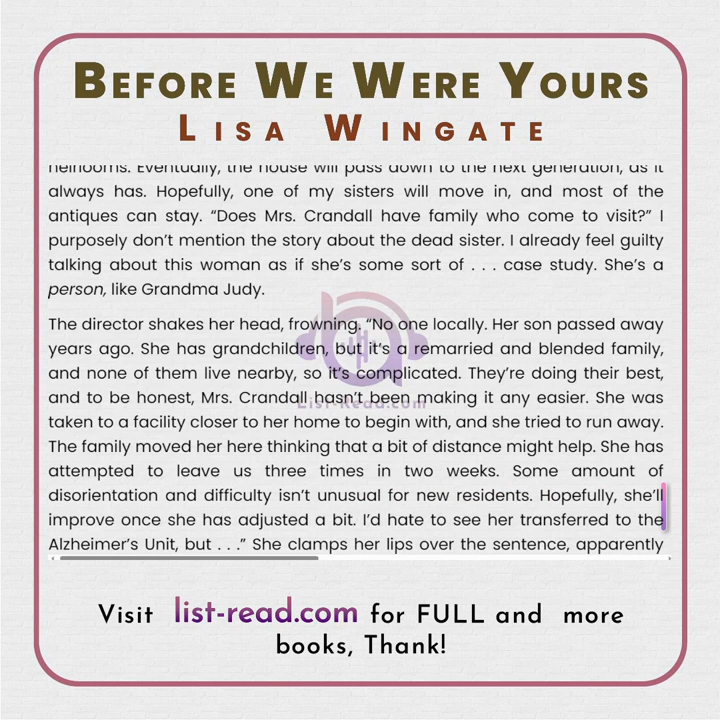 BEFORE WE WERE YOURS
LISA WINGATE
heirlooms. Eventually, the house will pass down to the next generation, as it
always has. Hopefully, one of my sisters will move in, and most of the
antiques can stay. “Does Mrs. Crandall have family who come to visit?” I
purposely don’t mention the story about the dead sister. I already feel guilty
talking about this woman as if she’s some sort of . . . case study. She’s a
person, like Grandma Judy.
The director shakes her head, frowning. “No one locally. Her son passed away
years ago. She has grandchildren, but it’s a remarried and blended family,
and none of them live nearby, so it’s complicated. They’re doing their best,
and to be honest, Mrs. Crandall hasn’t been making it any easier. She was
List-Read.com
taken to a facility closer to her home to begin with, and she tried to run away.
The family moved her here thinking that a bit of distance might help. She has
attempted to leave us three times in two weeks. Some amount of
disorientation and difficulty isn’t unusual for new residents. Hopefully, she’ll
improve once she has adjusted a bit. I’d hate to see her transferred to the
Alzheimer’s Unit, but . . .” She clamps her lips over the sentence, apparently
Visit list-read.com for FULL and more
books, Thank!